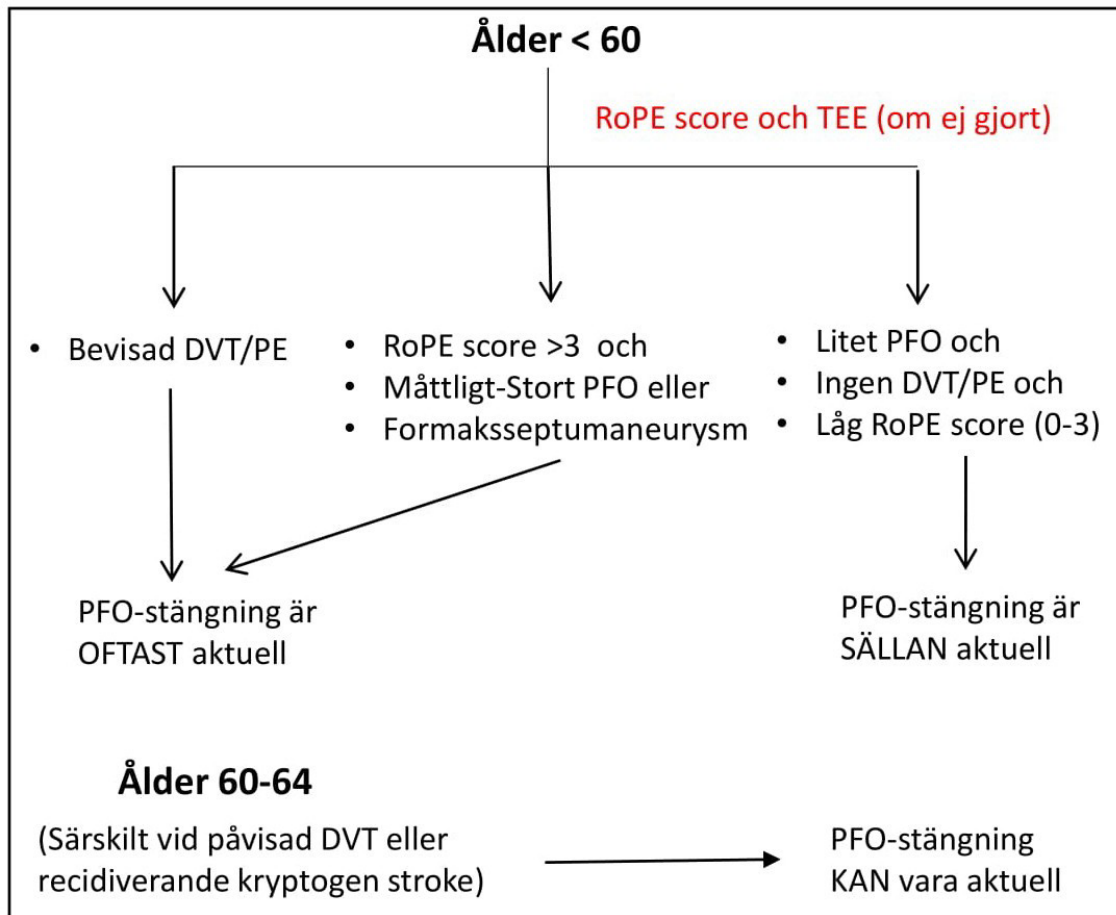 Ålder < 60
RoPE score och TEE (om ej gjort)
• Bevisad DVT/PE
• RoPE score >3 och
• Måttligt-Stort PFO eller
• Formaksseptumaneurysm
• Litet PFO och
• Ingen DVT/PE och
• Låg RoPE score (0-3)
PFO-stängning är
OFTAST aktuell
PFO-stängning är
SÄLLAN aktuell
Ålder 60-64
(Särskilt vid påvisad DVT eller
recidiverande kryptogen stroke)
PFO-stängning
KAN vara aktuell